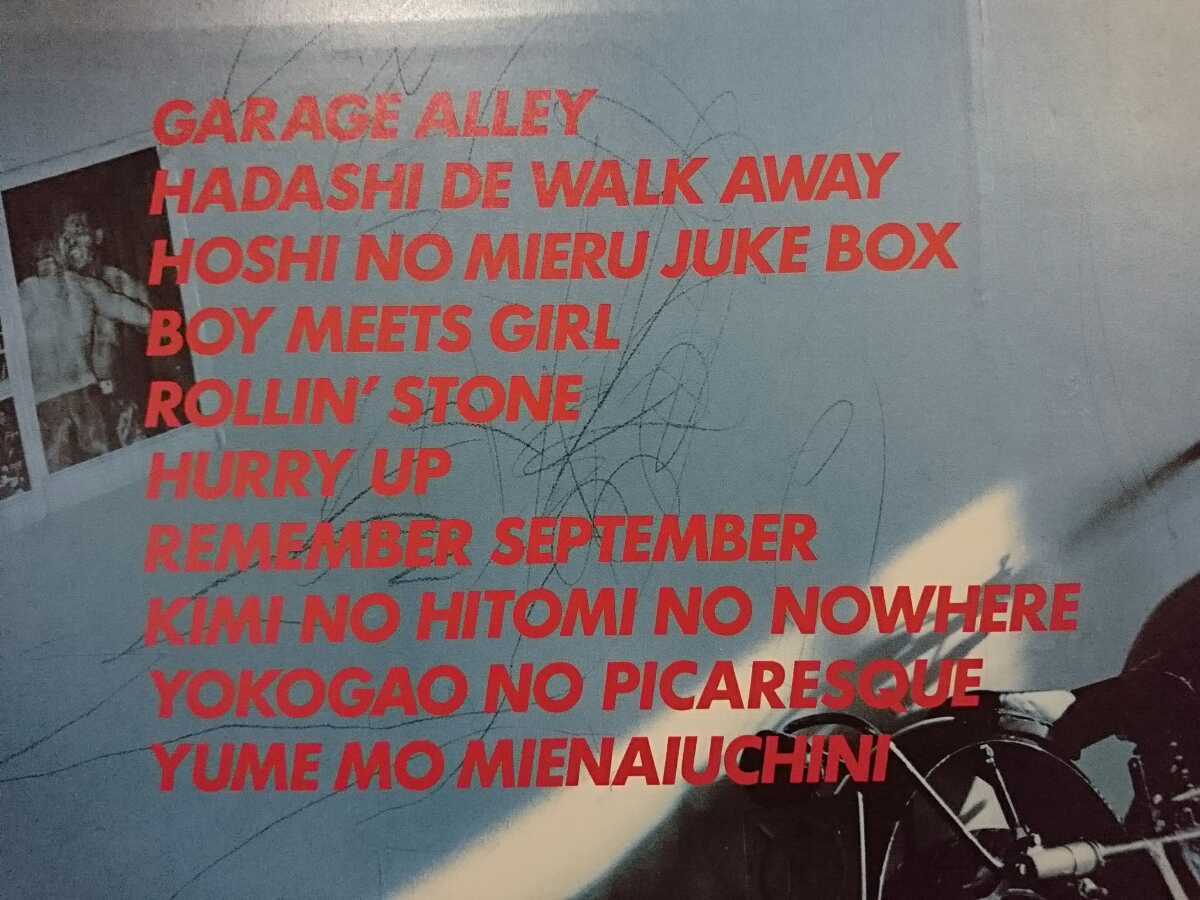 GARAGE ALLEY
HADASHI DE WALK AWAY
HOSHI NO MIERU JUKE BOX
BOY MEETS GIRL
ROLLIN' STONE
HURRY UP
REMEMBER SEPTEMBER
KIMI NO HITOMI NO NOWHERE
YOKOGAO NO PICARESQUE
YUME MO MIENAIUCHINI